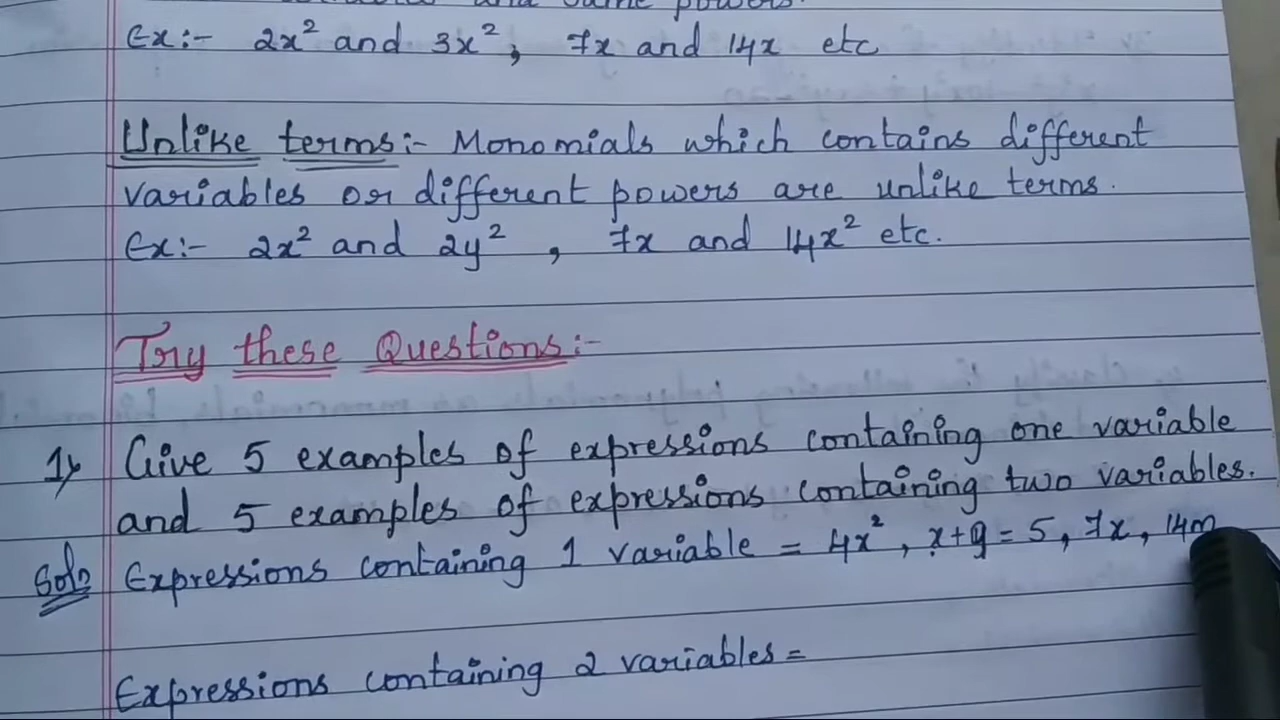 same powers.
Ex:- 2x² and 3x², 7x and 14x etc
Unlike terms:- Monomials which contains different
variables or different powers are unlike terms.
Ex:- 2x² and 2y², 7x and 14x² etc.
Try these Questions:-
1) Give 5 examples of expressions containing one variable
and 5 examples of expressions containing two variables.
Soln Expressions containing 1 variable = 4x², x+9=5, 7x, 14m
Expressions containing 2 variables =